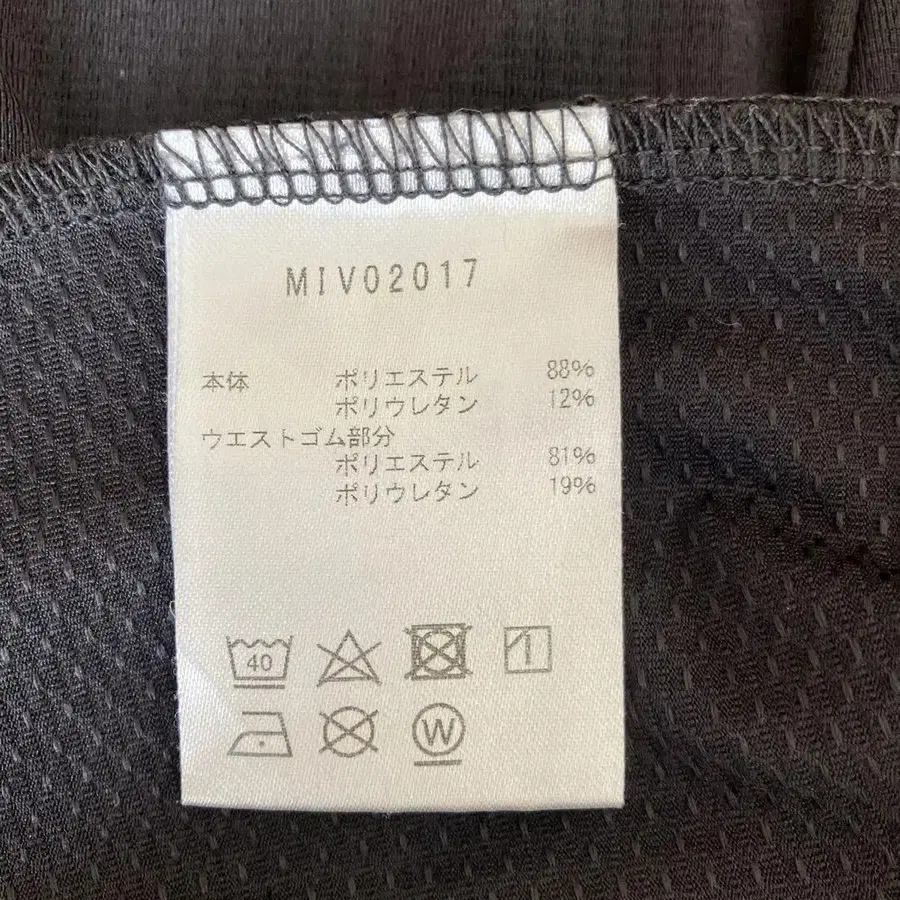 MIV02017
本体 ポリエステル 88%
ポリウレタン 12%
ウエストゴム部分
ポリエステル 81%
ポリウレタン 19%
40
W